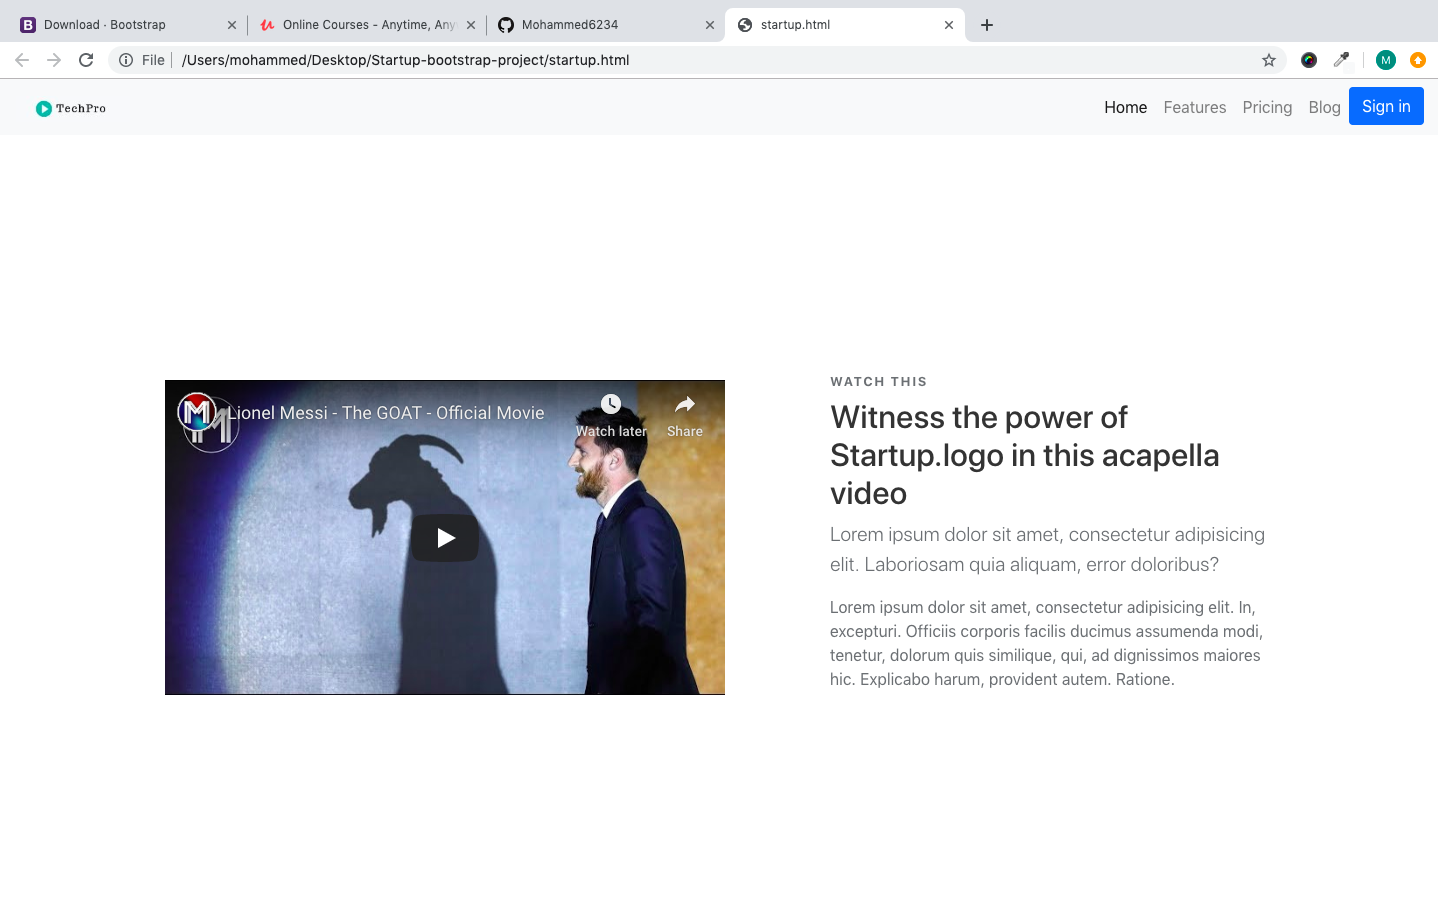 Download · Bootstrap
Online Courses - Anytime, Any
Mohammed6234
startup.html
File
/Users/mohammed/Desktop/Startup-bootstrap-project/startup.html
M
TechPro
Home
Features
Pricing
Blog
Sign in
Lionel Messi - The GOAT - Official Movie
Watch later
Share
WATCH THIS
Witness the power of
Startup.logo in this acapella
video
Lorem ipsum dolor sit amet, consectetur adipisicing
elit. Laboriosam quia aliquam, error doloribus?
Lorem ipsum dolor sit amet, consectetur adipisicing elit. In,
excepturi. Officiis corporis facilis ducimus assumenda modi,
tenetur, dolorum quis similique, qui, ad dignissimos maiores
hic. Explicabo harum, provident autem. Ratione.